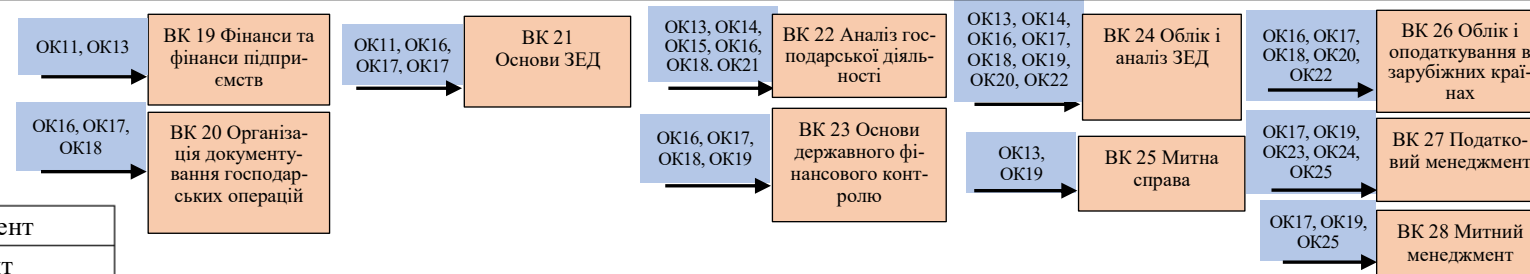 ОК11, ОК13
ВК 19 Фінанси та
фінанси підпри-
ємств
ОК16, ОК17,
ОК18
ВК 20 Організа-
ція документу-
вання господар-
ських операцій
ОК11, ОК16,
ОК17, ОК17
ВК 21
Основи ЗЕД
ОК13, ОК14,
ОК15, ОК16,
ОК18, ОК21
ВК 22 Аналіз гос-
подарської діяль-
ності
ОК16, ОК17,
ОК18, ОК19
ВК 23 Основи
державного фі-
нансового конт-
ролю
ОК13, ОК14,
ОК16, ОК17,
ОК18, ОК19,
ОК20, ОК22
ВК 24 Облік і
аналіз ЗЕД
ОК13,
ОК19
ВК 25 Митна
справа
ОК16, ОК17,
ОК18, ОК20,
ОК22
ВК 26 Облік і
оподаткування в
зарубіжних краї-
нах
ОК17, ОК19,
ОК23, ОК24,
ОК25
ВК 27 Податко-
вий менеджмент
ОК17, ОК19,
ОК25
ВК 28 Митний
менеджмент
ент
нт